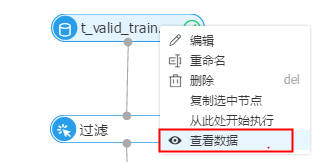 t_valid_train.
编辑
重命名
删除 del
复制选中节点
从此处开始执行
过滤
查看数据